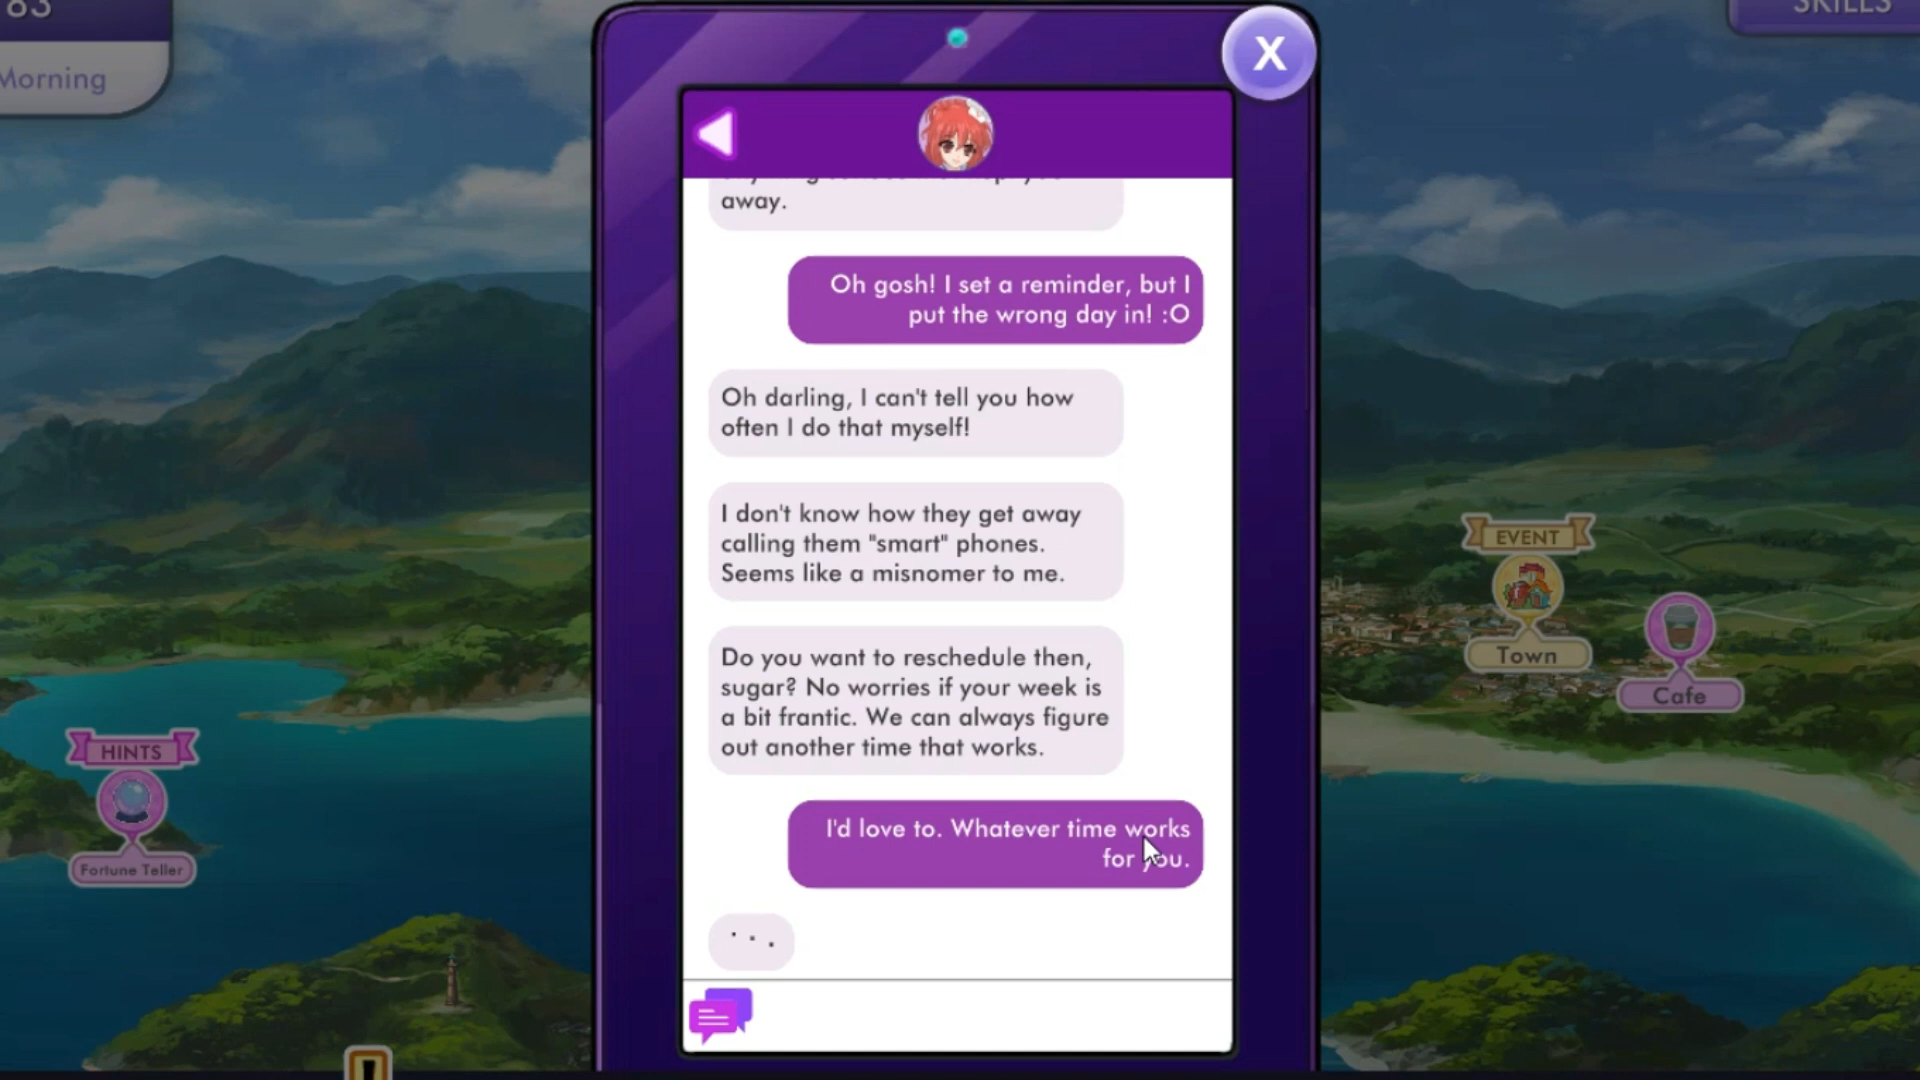 83
SKILLS
Morning
X
away.
Oh gosh! I set a reminder, but I
put the wrong day in! :O
Oh darling, I can't tell you how
often I do that myself!
I don't know how they get away
calling them "smart" phones.
Seems like a misnomer to me.
Do you want to reschedule then,
sugar? No worries if your week is
a bit frantic. We can always figure
out another time that works.
I'd love to. Whatever time works
for you.
...
EVENT
Town
Cafe
HINTS
Fortune Teller
!